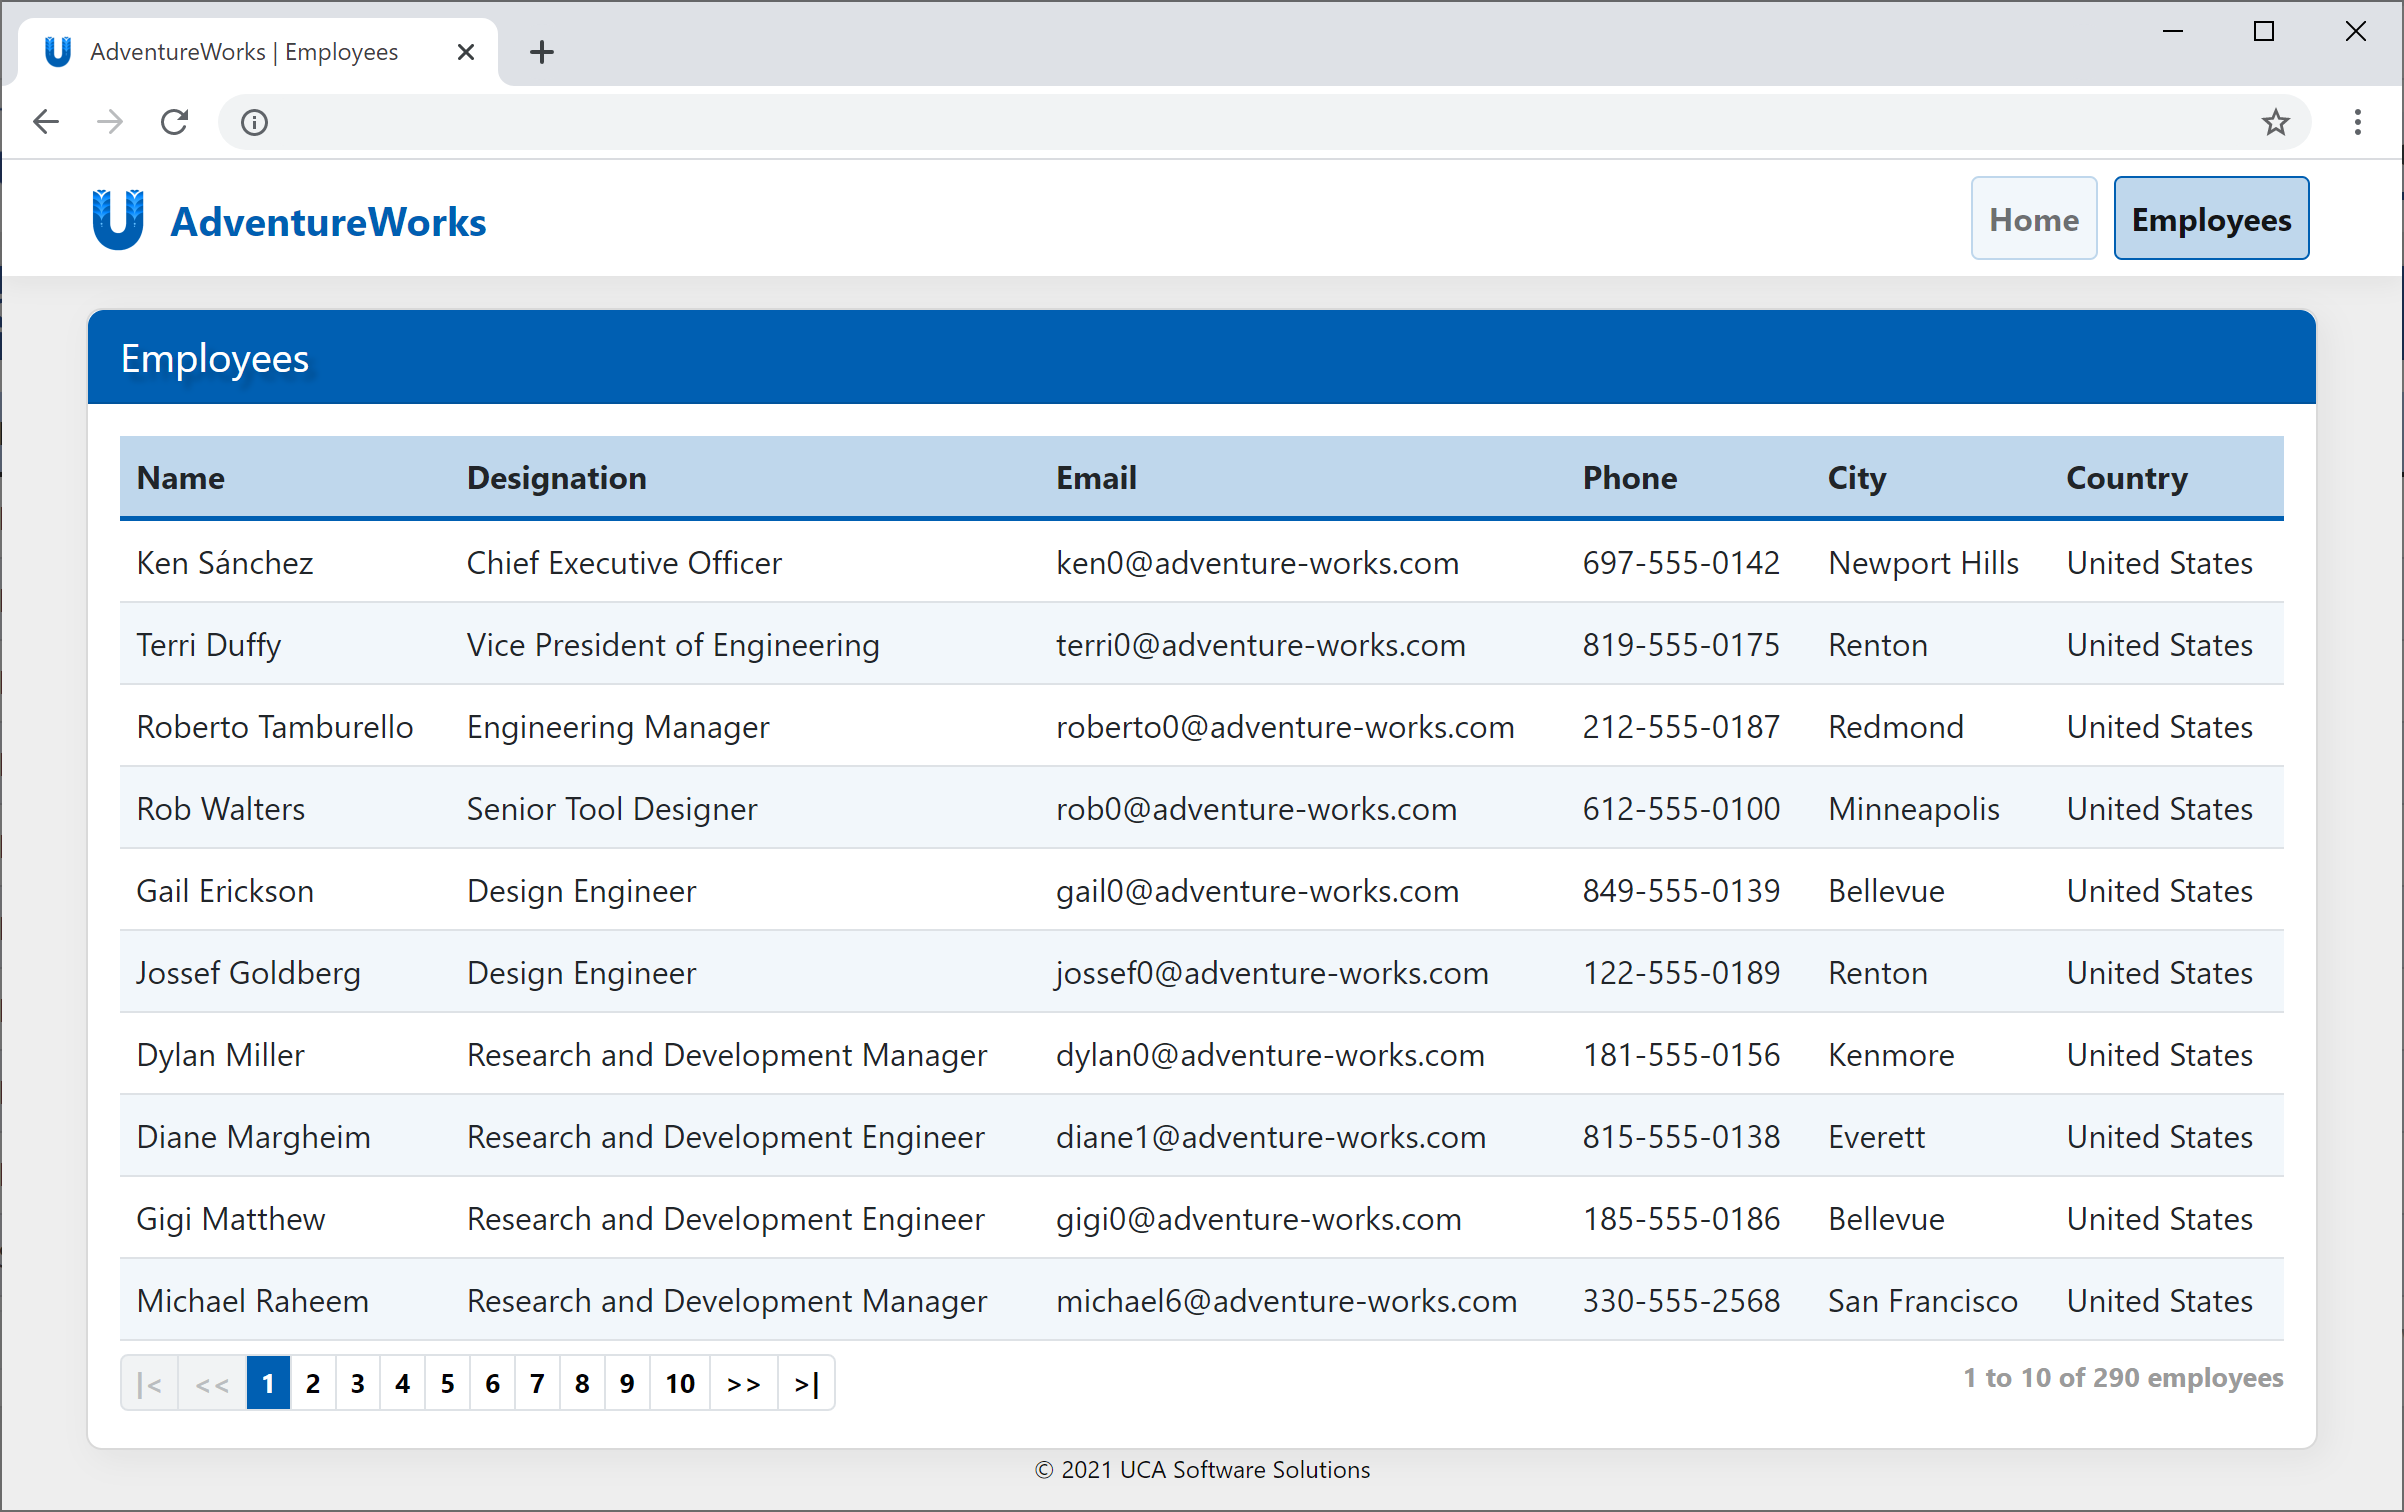 AdventureWorks | Employees
AdventureWorks
Home
Employees
Employees
Name Designation Email Phone City Country
Ken Sánchez Chief Executive Officer ken0@adventure-works.com 697-555-0142 Newport Hills United States
Terri Duffy Vice President of Engineering terri0@adventure-works.com 819-555-0175 Renton United States
Roberto Tamburello Engineering Manager roberto0@adventure-works.com 212-555-0187 Redmond United States
Rob Walters Senior Tool Designer rob0@adventure-works.com 612-555-0100 Minneapolis United States
Gail Erickson Design Engineer gail0@adventure-works.com 849-555-0139 Bellevue United States
Jossef Goldberg Design Engineer jossef0@adventure-works.com 122-555-0189 Renton United States
Dylan Miller Research and Development Manager dylan0@adventure-works.com 181-555-0156 Kenmore United States
Diane Margheim Research and Development Engineer diane1@adventure-works.com 815-555-0138 Everett United States
Gigi Matthew Research and Development Engineer gigi0@adventure-works.com 185-555-0186 Bellevue United States
Michael Raheem Research and Development Manager michael6@adventure-works.com 330-555-2568 San Francisco United States
|< << 1 2 3 4 5 6 7 8 9 10 >> >|
1 to 10 of 290 employees
© 2021 UCA Software Solutions